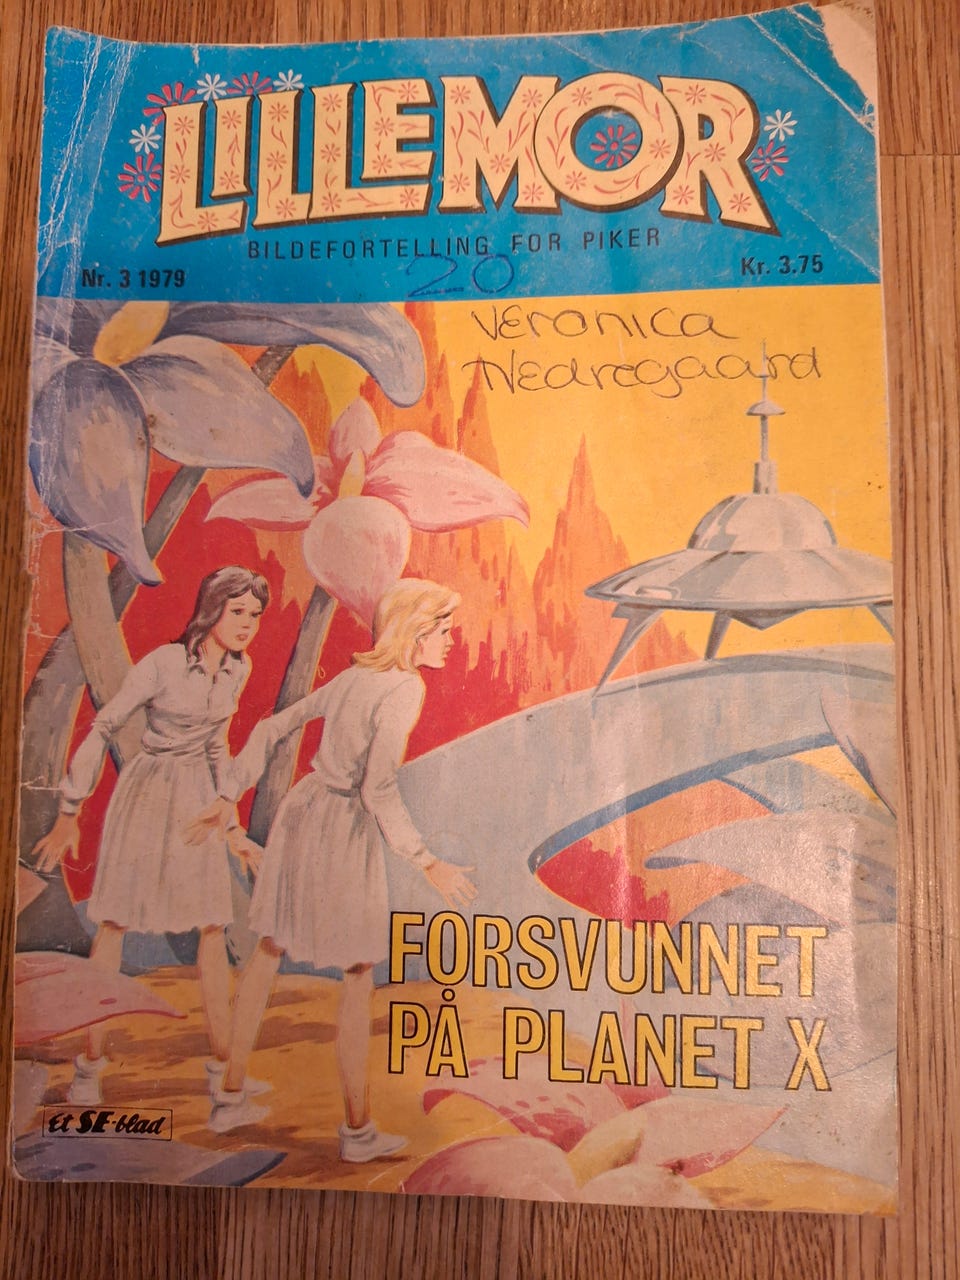 LILLEMOR
BILDEFORTELLING FOR PIKER
Nr. 3 1979
20
Kr. 3.75
Veronica
Nedregaard
FORSVUNNET
PÅ PLANET X
Et SE-blad